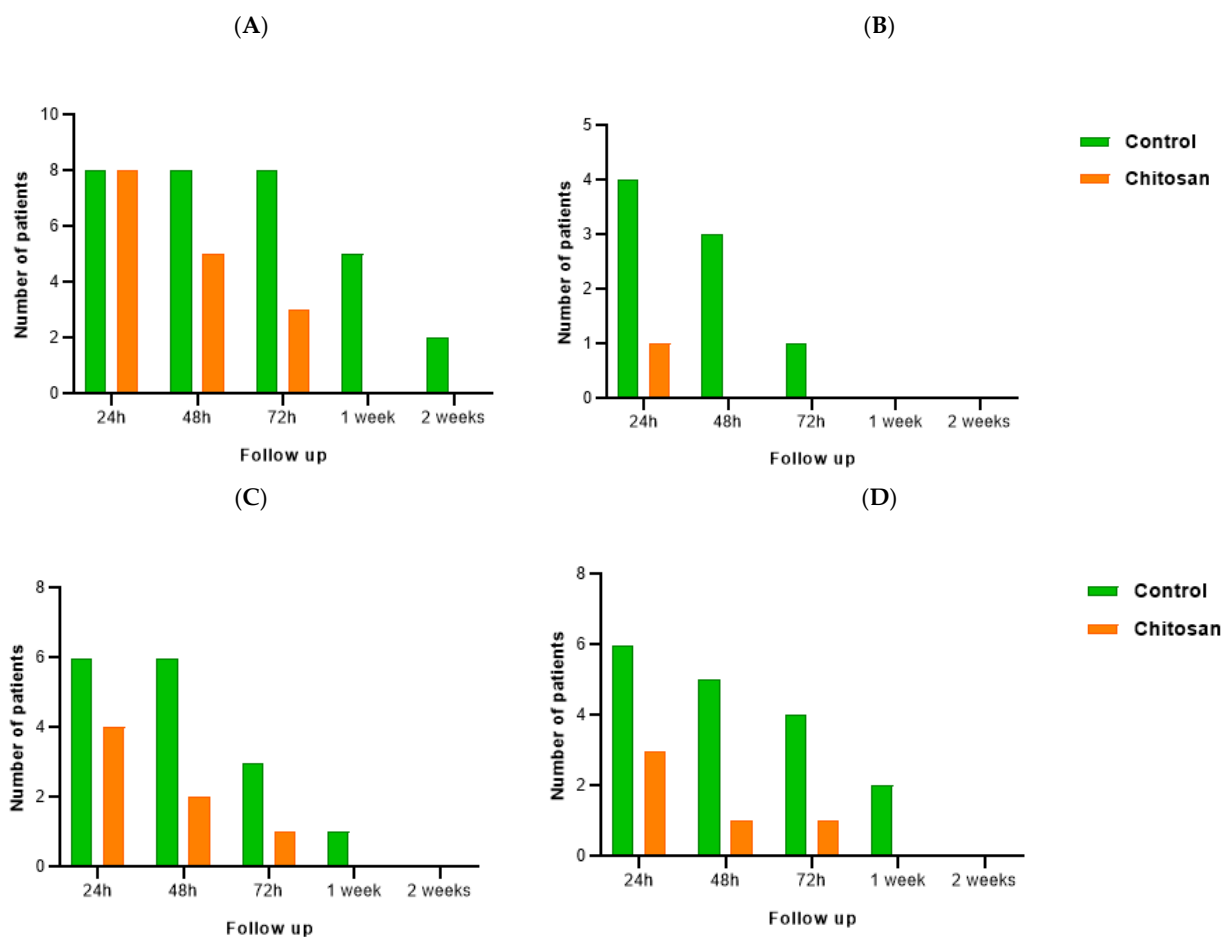 (A)
(B)
10
8
6
4
2
0
Number of patients
24h 48h 72h 1 week 2 weeks
Follow up
5
4
3
2
1
0
Number of patients
24h 48h 72h 1 week 2 weeks
Follow up
Control
Chitosan
(C)
(D)
8
6
4
2
0
Number of patients
24h 48h 72h 1 week 2 weeks
Follow up
8
6
4
2
0
Number of patients
24h 48h 72h 1 week 2 weeks
Follow up
Control
Chitosan